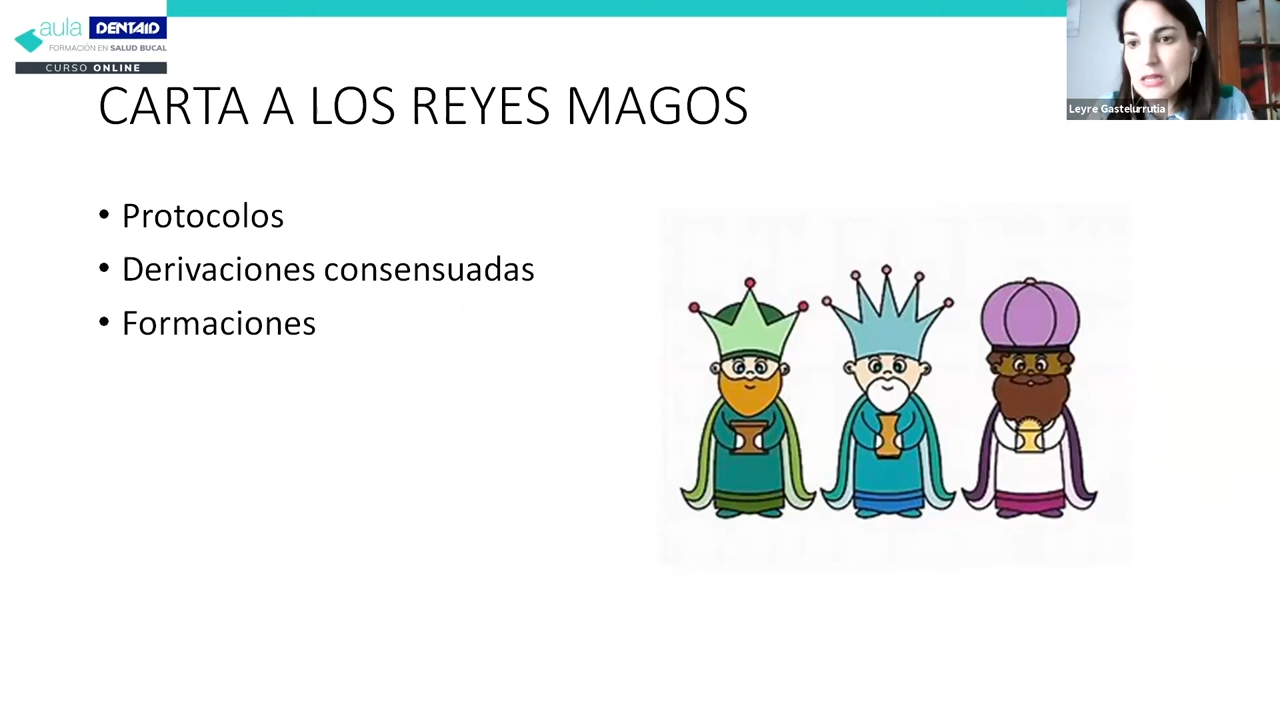 aula DENTAID
FORMACIÓN EN SALUD BUCAL
CURSO ONLINE
Leyre Gastelurrutia
CARTA A LOS REYES MAGOS
• Protocolos
• Derivaciones consensuadas
• Formaciones